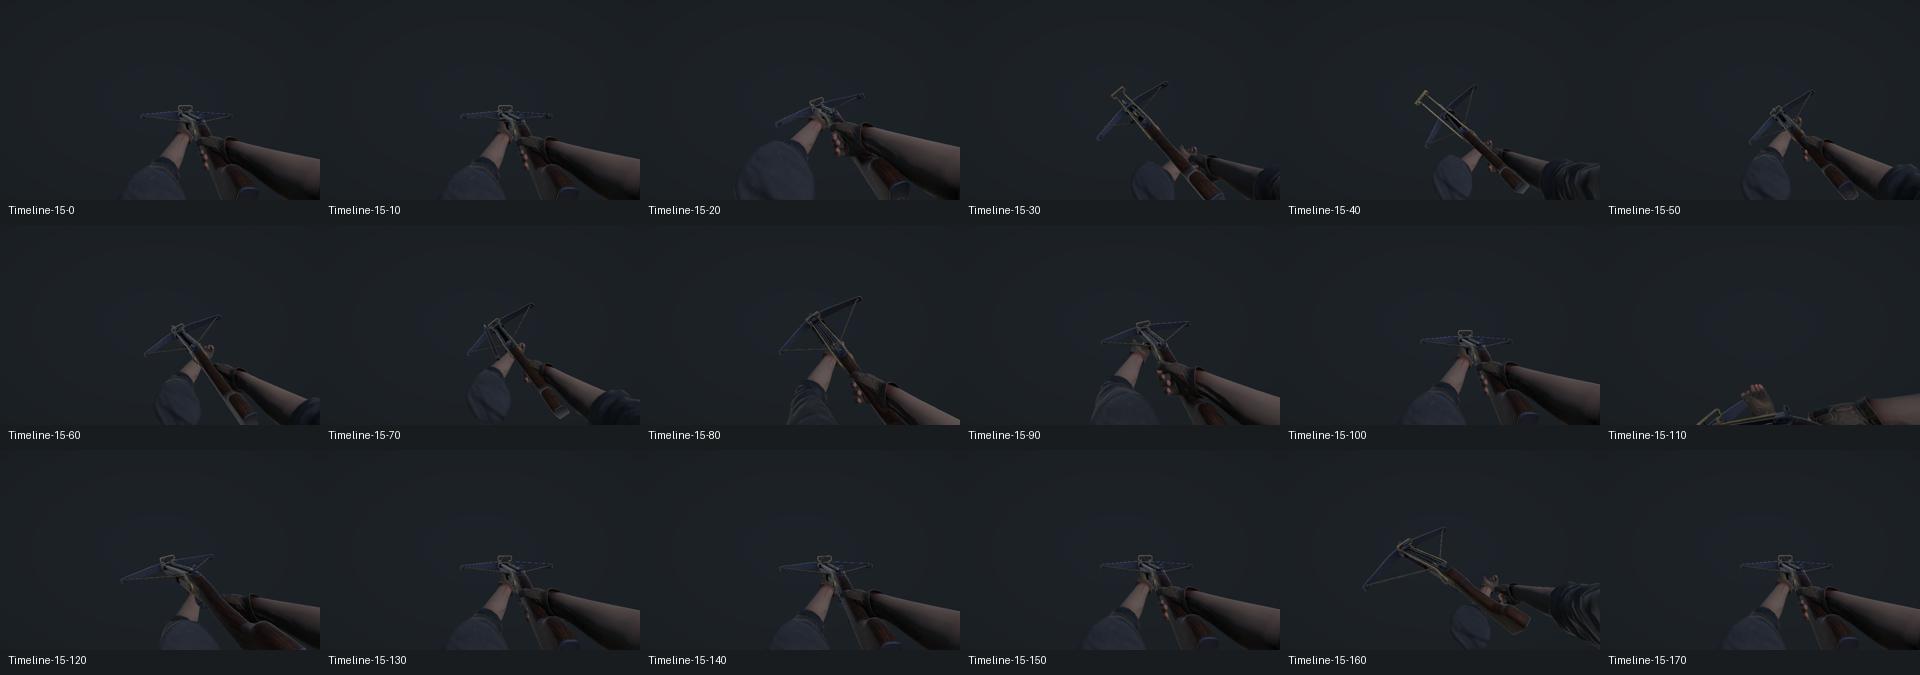 Timeline-15-0
Timeline-15-10
Timeline-15-20
Timeline-15-30
Timeline-15-40
Timeline-15-50
Timeline-15-60
Timeline-15-70
Timeline-15-80
Timeline-15-90
Timeline-15-100
Timeline-15-110
Timeline-15-120
Timeline-15-130
Timeline-15-140
Timeline-15-150
Timeline-15-160
Timeline-15-170